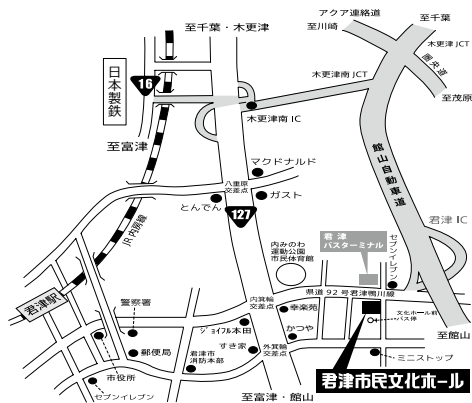 アクア連絡道
至川崎
至千葉
至千葉・木更津
木更津JCT
圏央道
木更津南JCT
至茂原
日本製鉄
16
木更津南IC
至富津
館山自動車道
マクドナルド
八重原
交差点
ガスト
とんでん
127
君津IC
JR内房線
内みのわ
運動公園
市民体育館
君津
バスターミナル
セブンイレブン
県道92号君津鴨川線
君津駅
警察署
内箕輪
交差点
幸楽苑
文化ホール前
バス停
至館山
ジョイフル本田
かつや
郵便局
君津市
消防本部
すき家
外箕輪
交差点
ミニストップ
市役所
君津市民文化ホール
セブンイレブン
至富津・館山